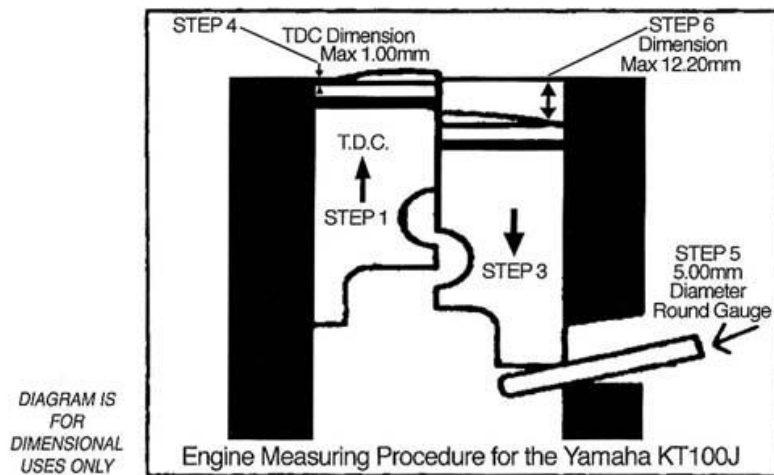 STEP 4
TDC Dimension
Max 1.00mm
STEP 6
Dimension
Max 12.20mm
T.D.C.
STEP 1
STEP 3
STEP 5
5.00mm
Diameter
Round Gauge
DIAGRAM IS
FOR
DIMENSIONAL
USES ONLY
Engine Measuring Procedure for the Yamaha KT100J